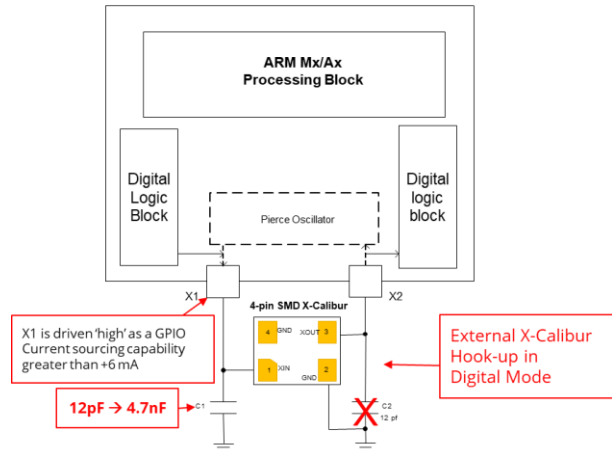 ARM Mx/Ax
Processing Block
Digital
Logic
Block
Digital
logic
block
Pierce Oscillator
X1
X2
4-pin SMD X-Calibur
4
GND
XOUT
3
1
XIN
GND
2
X1 is driven ‘high’ as a GPIO
Current sourcing capability
greater than +6 mA
External X-Calibur
Hook-up in
Digital Mode
12pF → 4.7nF
C1
C2
12 pf